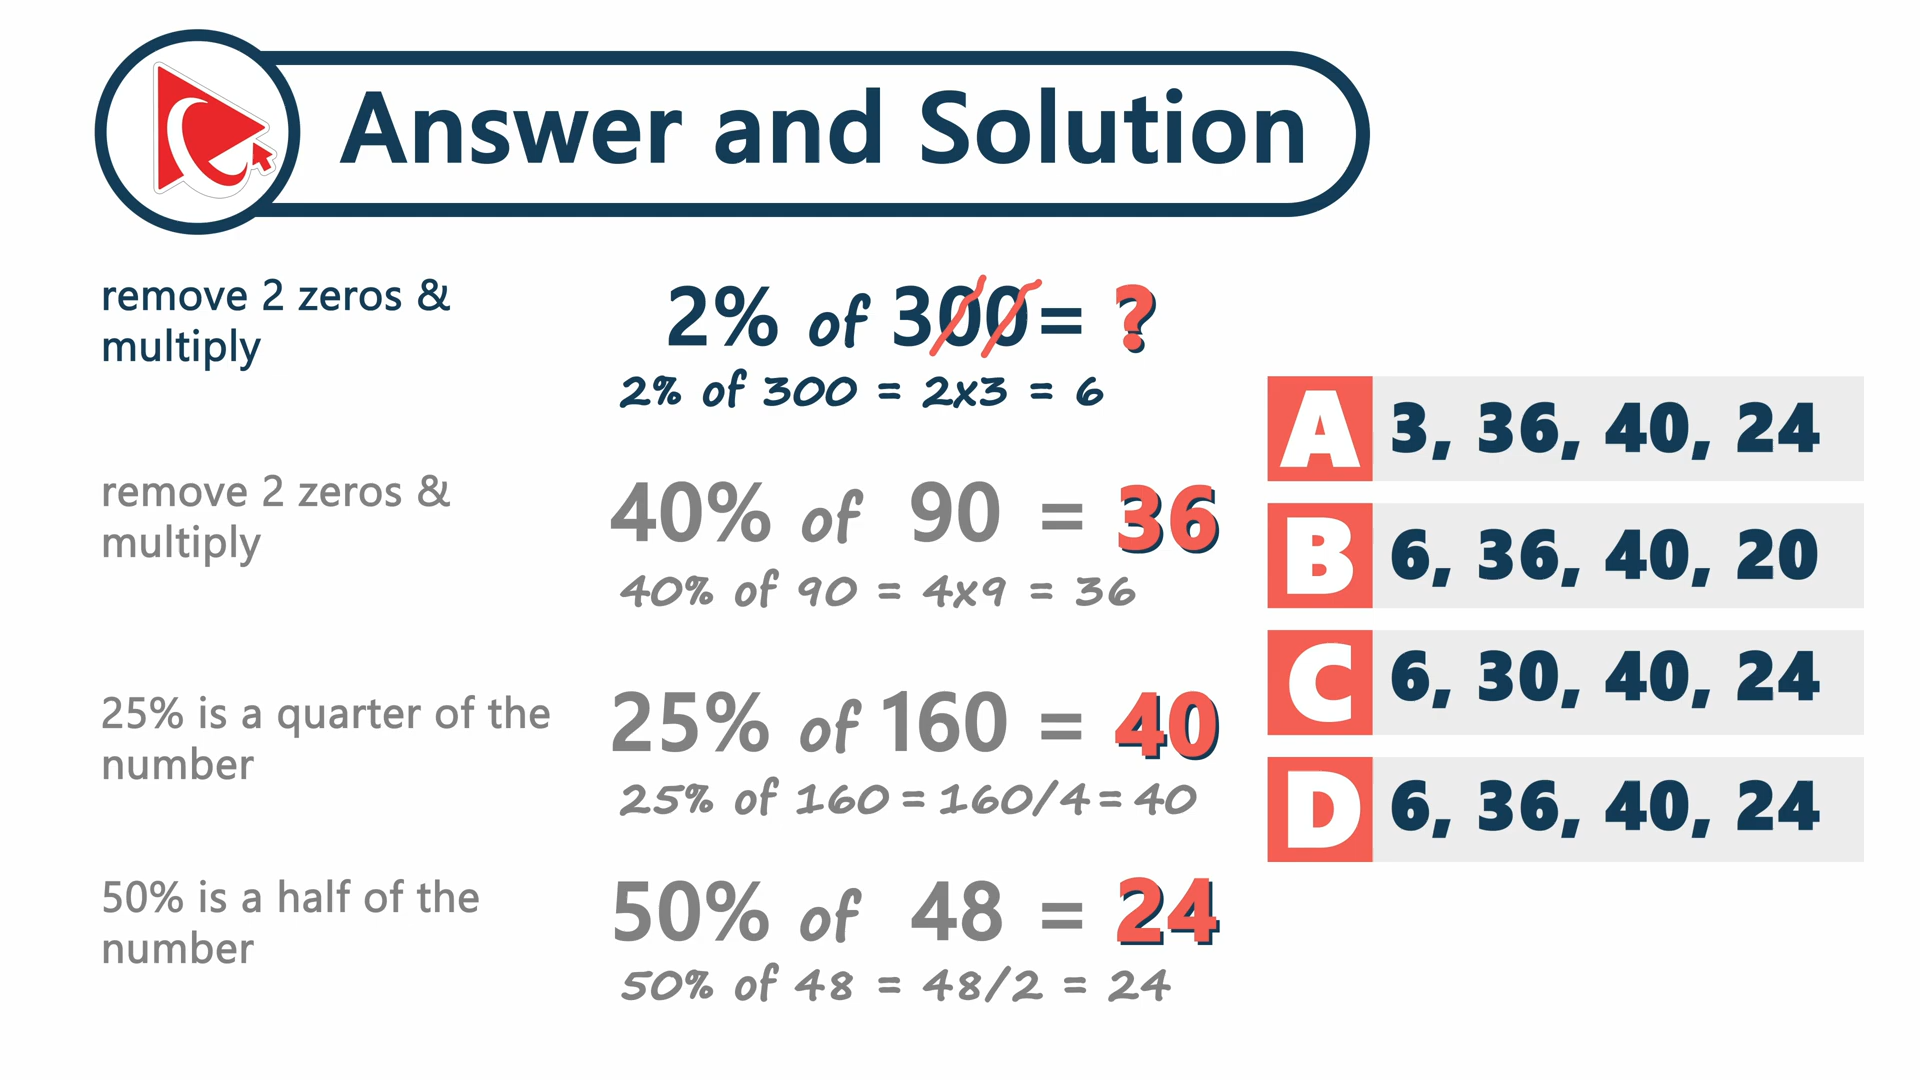 Answer and Solution
remove 2 zeros &
multiply
2% of 300 = ?
2% of 300 = 2x3 = 6
remove 2 zeros &
multiply
40% of 90 = 36
40% of 90 = 4x9 = 36
25% is a quarter of the
number
25% of 160 = 40
25% of 160 = 160/4 = 40
50% is a half of the
number
50% of 48 = 24
50% of 48 = 48/2 = 24
A 3, 36, 40, 24
B 6, 36, 40, 20
C 6, 30, 40, 24
D 6, 36, 40, 24